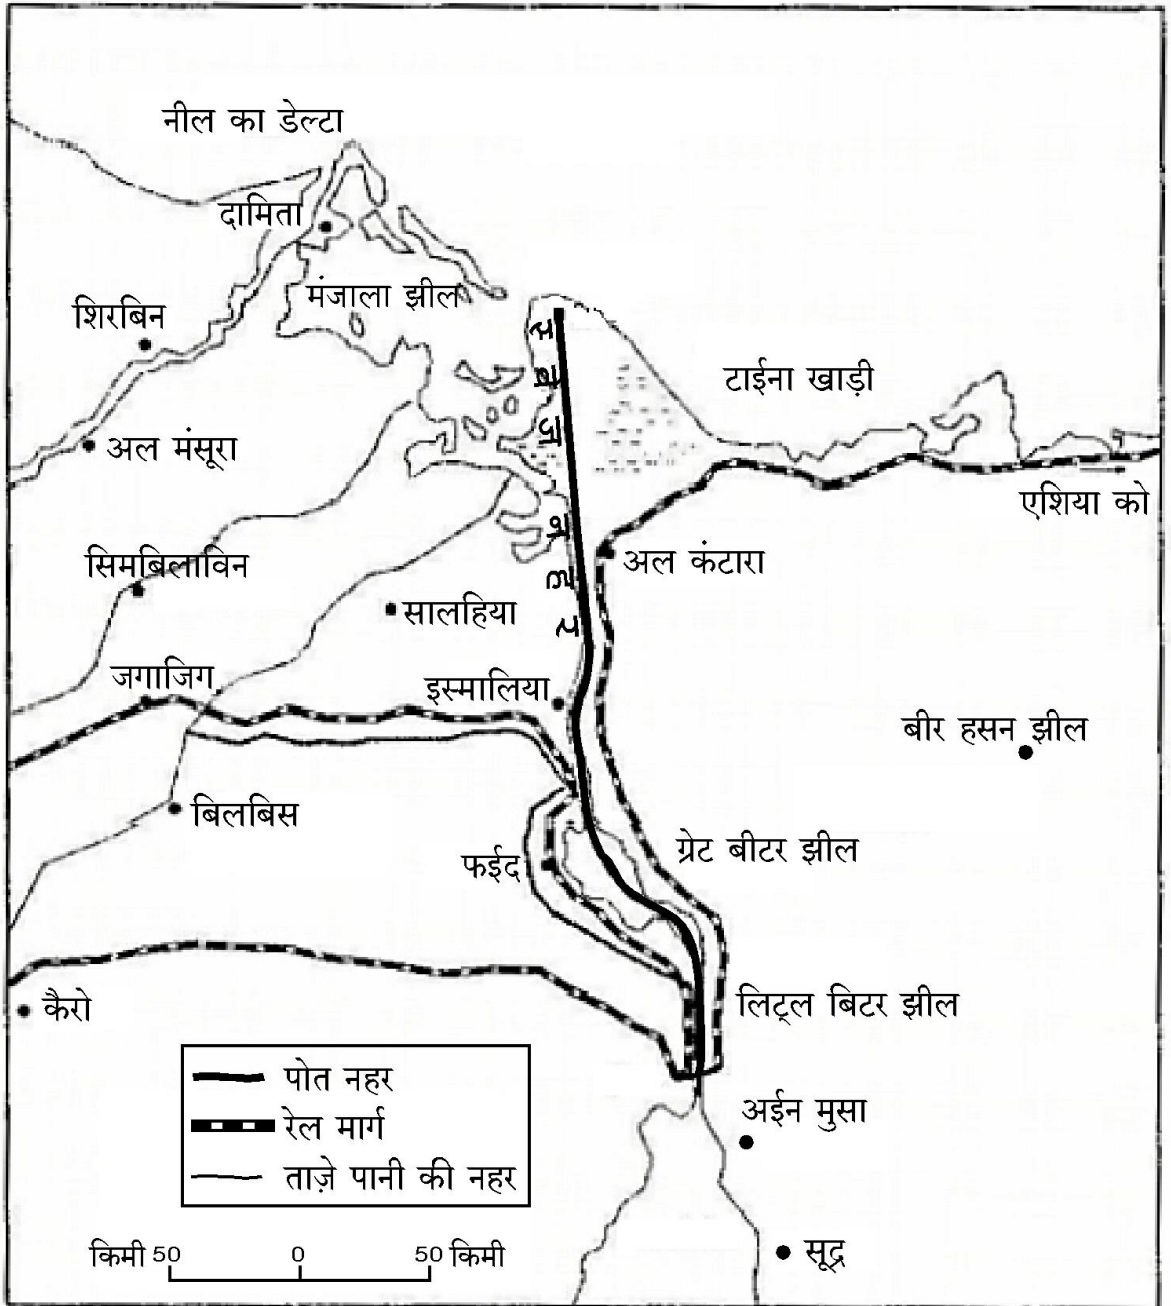 नील का डेल्टा
दामिता
मंजाला झील
शिरबिन
स्वेज नहर
टाईना खाड़ी
अल मंसूरा
एशिया को
सिमबिलाविन
अल कंटारा
सालहिया
जगाजिग
इस्मालिया
बीर हसन झील
बिलबिस
ग्रेट बीटर झील
फईद
कैरो
लिट्ल बिटर झील
पोत नहर
रेल मार्ग
ताज़े पानी की नहर
अईन मुसा
किमी 50 0 50 किमी
सूद्र